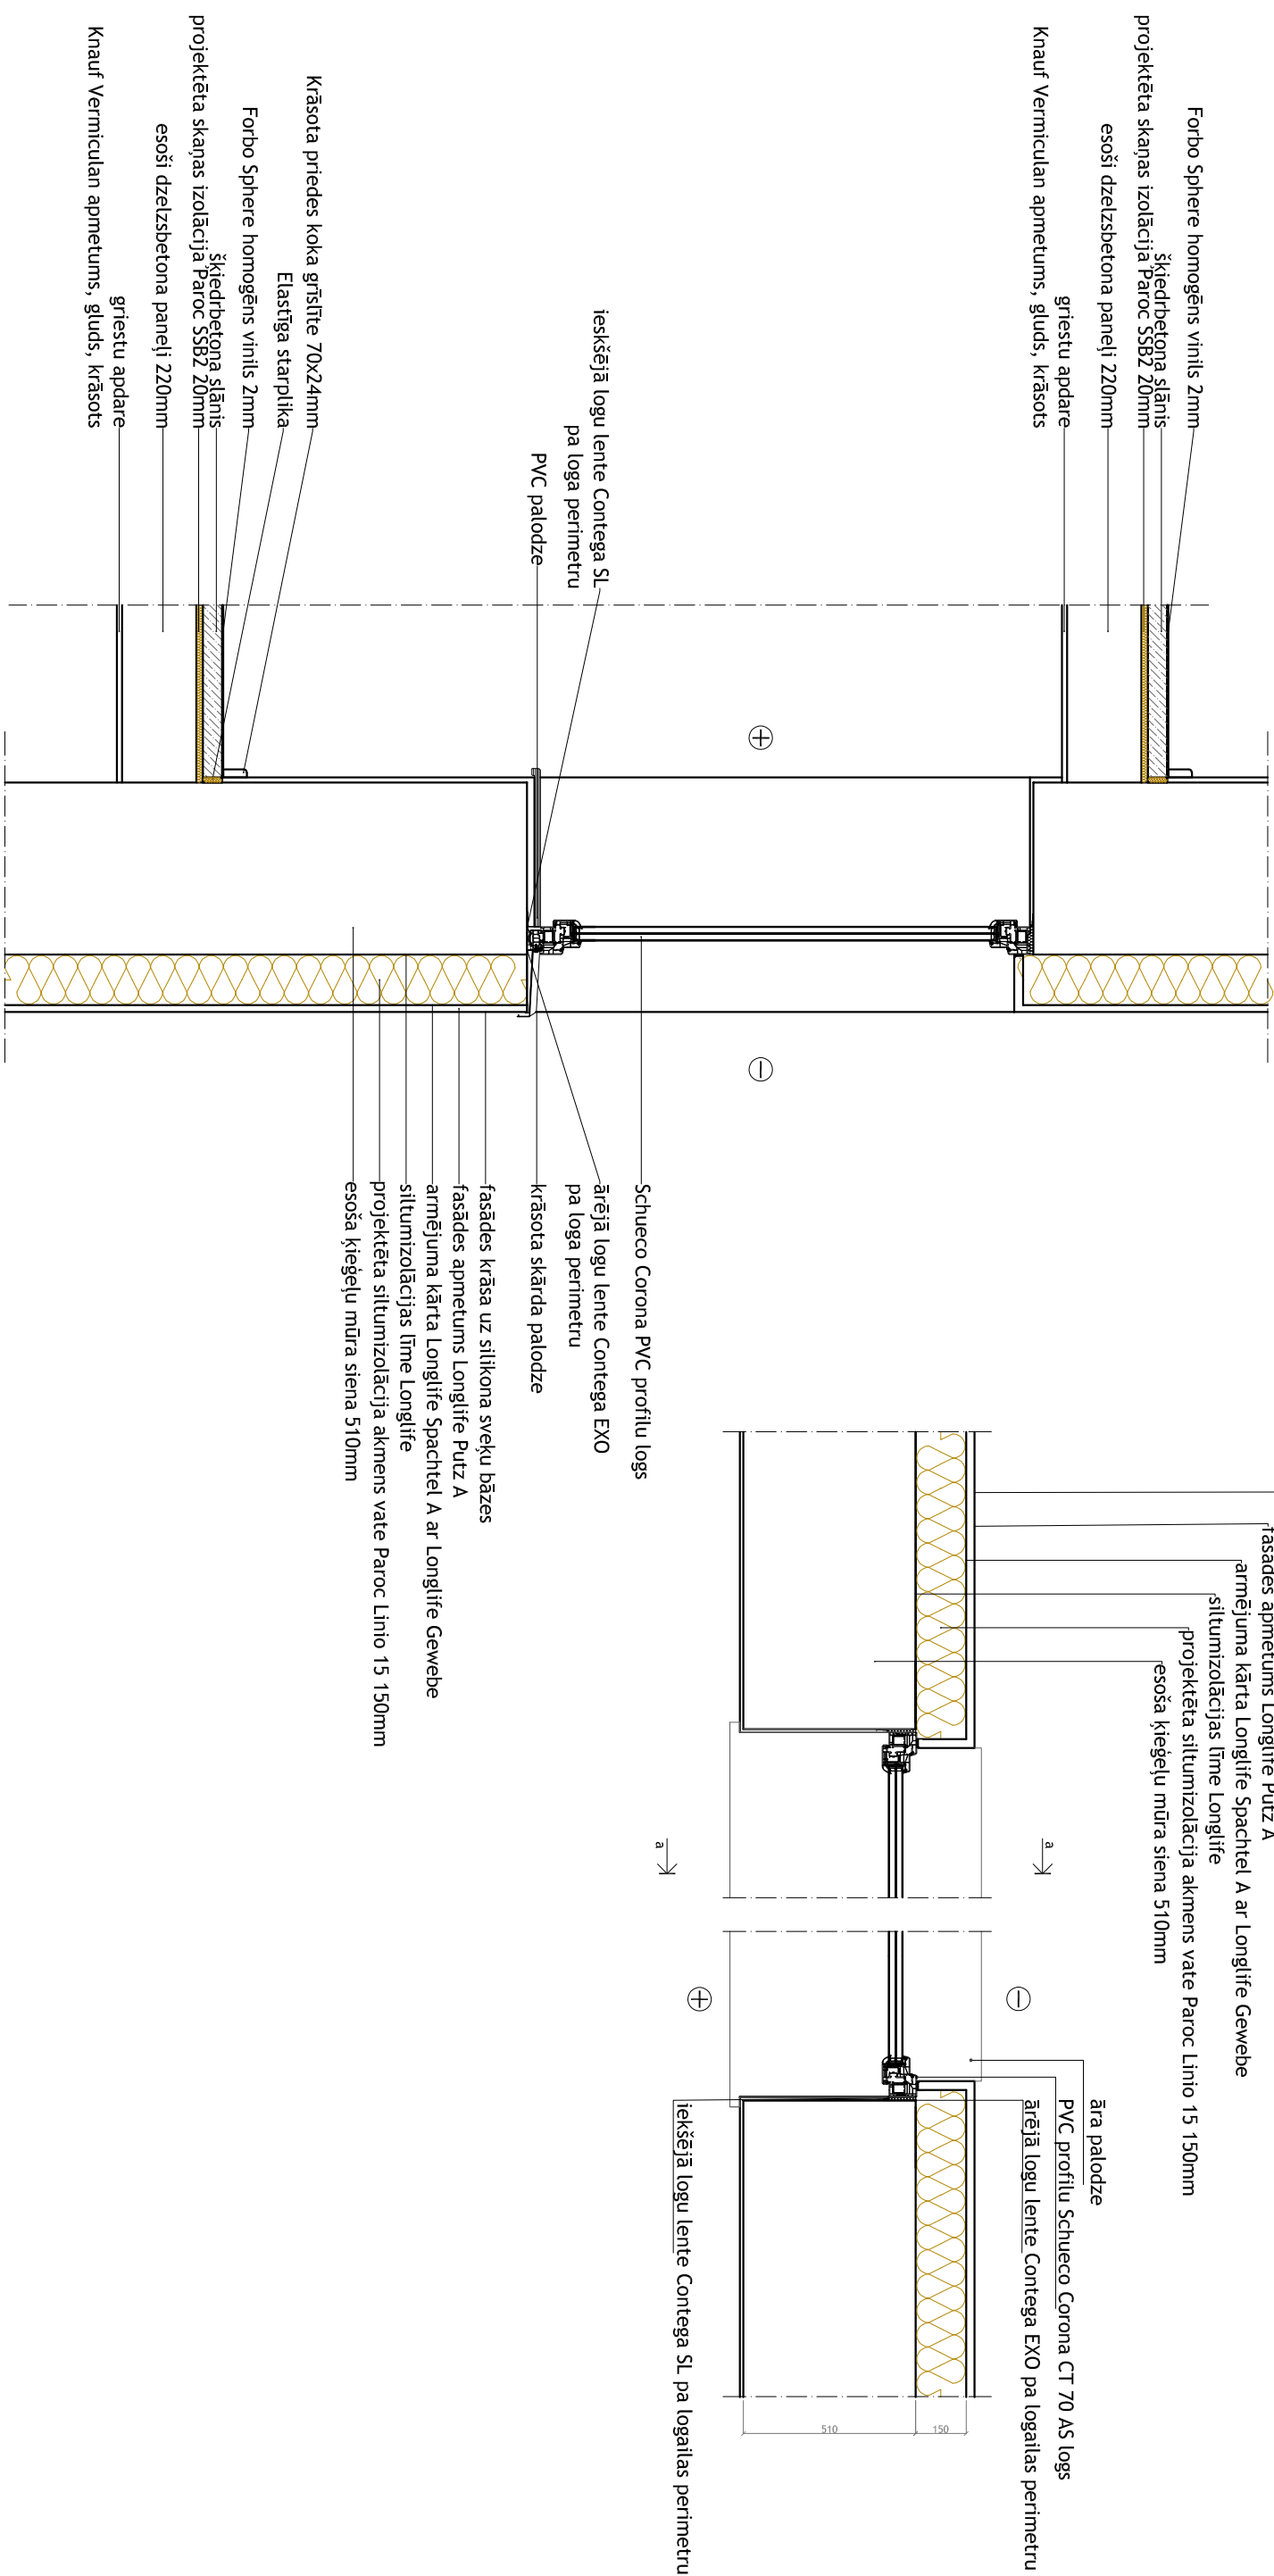 Forbo Sphere homogēns vinils 2mm
šķiedrbetona slānis
projektēta skaņas izolācija Paroc SSB2 20mm
esoši dzelzsbetona paneļi 220mm
griestu apdare
Knauf Vermiculan apmetums, gluds, krāsots
ieskšējā logu lente Contega SL
pa loga perimetru
PVC palodze
Krāsota priedes koka grīslīte 70x24mm
Elastīga starplika
Forbo Sphere homogēns vinils 2mm
šķiedrbetona slānis
projektēta skaņas izolācija Paroc SSB2 20mm
esoši dzelzsbetona paneļi 220mm
griestu apdare
Knauf Vermiculan apmetums, gluds, krāsots
Schueco Corona PVC profilu logs
ārējā logu lente Contega EXO
pa loga perimetru
krāsota skārda palodze
fasādes krāsa uz silikona sveķu bāzes
fasādes apmetums Longlife Putz A
armējuma kārta Longlife Spachtel A ar Longlife Gewebe
siltumizolācijas līme Longlife
projektēta siltumizolācija akmens vate Paroc Linio 15 150mm
esoša ķieģeļu mūra siena 510mm
fasādes apmetums Longlife Putz A
armējuma kārta Longlife Spachtel A ar Longlife Gewebe
siltumizolācijas līme Longlife
projektēta siltumizolācija akmens vate Paroc Linio 15 150mm
esoša ķieģeļu mūra siena 510mm
a
a
āra palodze
PVC profilu Schueco Corona CT 70 AS logs
ārējā logu lente Contega EXO pa logailas perimetru
iekšējā logu lente Contega SL pa logailas perimetru
510
150